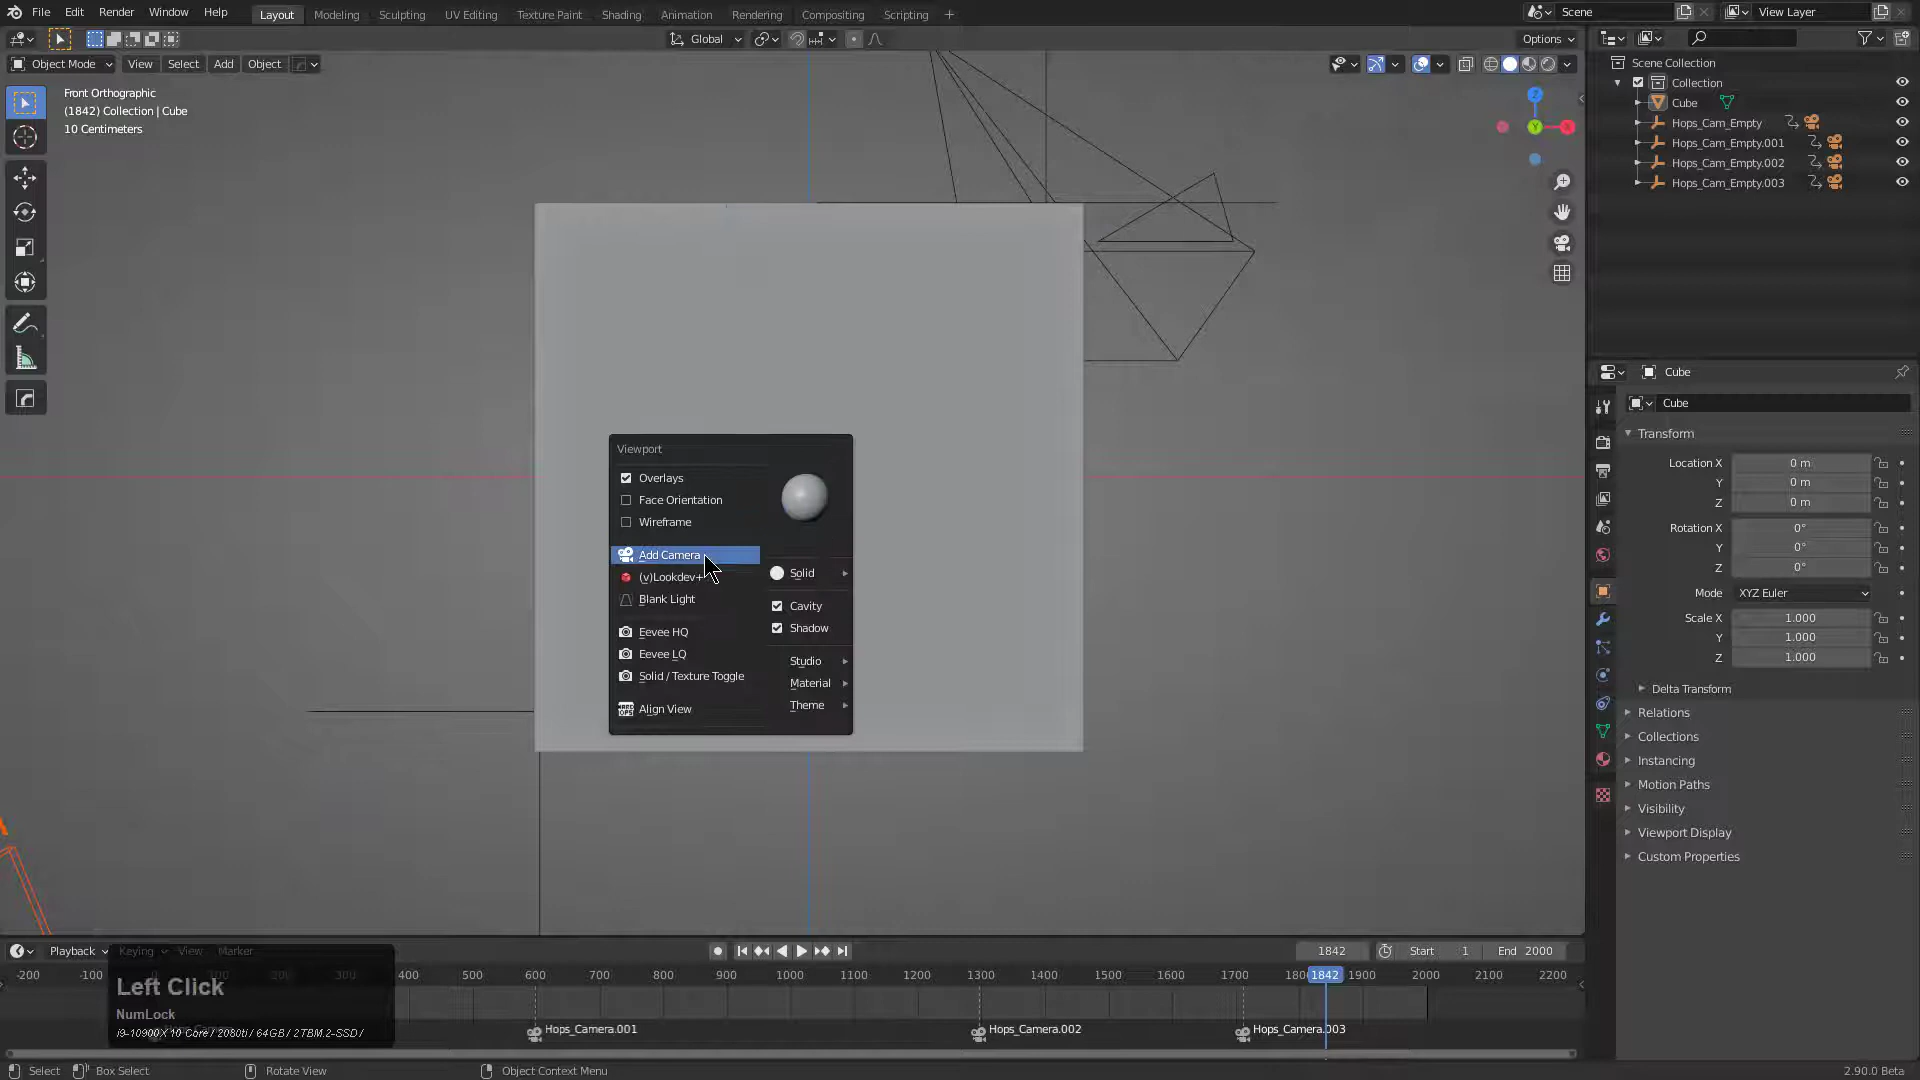 File Edit Render Window Help Layout Modeling Sculpting UV Editing Texture Paint Shading Animation Rendering Compositing Scripting + Scene View Layer
Global Options
Object Mode View Select Add Object
Front Orthographic
(1842) Collection | Cube
10 Centimeters
Z
Y
X
Scene Collection
Collection
Cube
Hops_Cam_Empty
Hops_Cam_Empty.001
Hops_Cam_Empty.002
Hops_Cam_Empty.003
Viewport
Overlays
Face Orientation
Wireframe
Add Camera
(v)Lookdev+
Blank Light
Eevee HQ
Eevee LQ
Solid / Texture Toggle
Align View
Solid
Cavity
Shadow
Studio
Material
Theme
Cube
Cube
Transform
Location X 0 m
Y 0 m
Z 0 m
Rotation X 0°
Y 0°
Z 0°
Mode XYZ Euler
Scale X 1.000
Y 1.000
Z 1.000
Delta Transform
Relations
Collections
Instancing
Motion Paths
Visibility
Viewport Display
Custom Properties
Playback Keying View Marker 1842 Start 1 End 2000
-200 -100 0 100 200 300 400 500 600 700 800 900 1000 1100 1200 1300 1400 1500 1600 1700 1842 1900 2000 2100 2200
Left Click
NumLock
i9-10900X 10 Core / 2080ti / 64GB / 2TBM.2-SSD /
Hops_Camera.001 Hops_Camera.002 Hops_Camera.003
Select Box Select Rotate View Object Context Menu 2.90.0 Beta